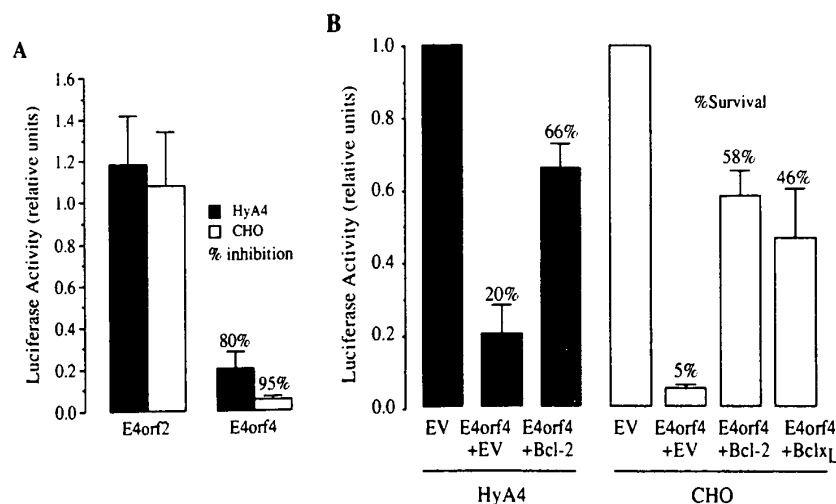 A
Luciferase Activity (relative units)
1.6
1.4
1.2
1.0
0.8
0.6
0.4
0.2
0.0
HyA4
CHO
% inhibition
80%
95%
E4orf2
E4orf4
B
Luciferase Activity (relative units)
1.0
0.8
0.6
0.4
0.2
0.0
%Survival
20%
66%
5%
58%
46%
EV
E4orf4
+EV
E4orf4
+Bcl-2
EV
E4orf4
+EV
E4orf4
+Bcl-2
E4orf4
+BclxL
HyA4
CHO